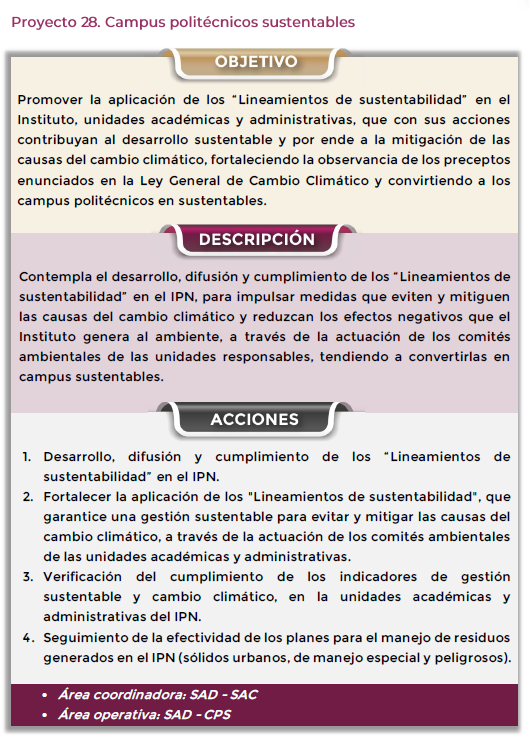 Proyecto 28. Campus politécnicos sustentables
OBJETIVO
Promover la aplicación de los “Lineamientos de sustentabilidad” en el
Instituto, unidades académicas y administrativas, que con sus acciones
contribuyan al desarrollo sustentable y por ende a la mitigación de las
causas del cambio climático, fortaleciendo la observancia de los preceptos
enunciados en la Ley General de Cambio Climático y convirtiendo a los
campus politécnicos en sustentables.
DESCRIPCIÓN
Contempla el desarrollo, difusión y cumplimiento de los “Lineamientos de
sustentabilidad” en el IPN, para impulsar medidas que eviten y mitiguen
las causas del cambio climático y reduzcan los efectos negativos que el
Instituto genera al ambiente, a través de la actuación de los comités
ambientales de las unidades responsables, tendiendo a convertirlas en
campus sustentables.
ACCIONES
1. Desarrollo, difusión y cumplimiento de los “Lineamientos de
sustentabilidad” en el IPN.
2. Fortalecer la aplicación de los "Lineamientos de sustentabilidad", que
garantice una gestión sustentable para evitar y mitigar las causas del
cambio climático, a través de la actuación de los comités ambientales
de las unidades académicas y administrativas.
3. Verificación del cumplimiento de los indicadores de gestión
sustentable y cambio climático, en la unidades académicas y
administrativas del IPN.
4. Seguimiento de la efectividad de los planes para el manejo de residuos
generados en el IPN (sólidos urbanos, de manejo especial y peligrosos).
• Área coordinadora: SAD - SAC
• Área operativa: SAD - CPS